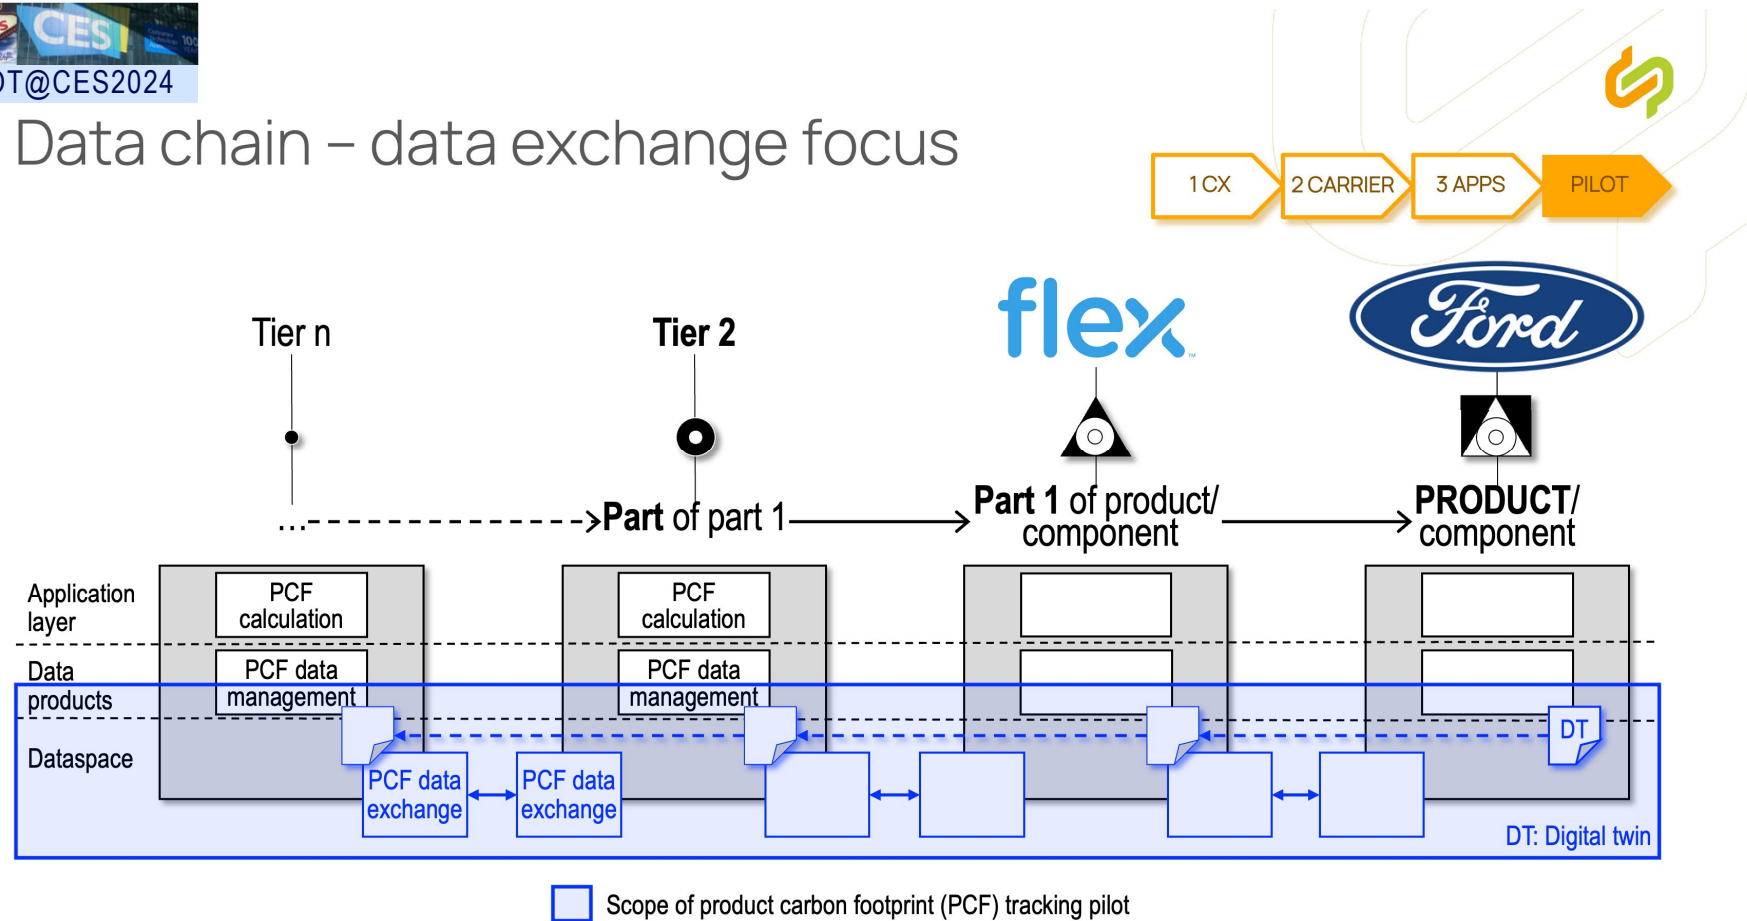 CES
DT@CES2024
Data chain – data exchange focus
1 CX
2 CARRIER
3 APPS
PILOT
Tier n
Tier 2
flex
Ford
...
Part of part 1
Part 1 of product/
component
PRODUCT/
component
Application
layer
PCF
calculation
PCF
calculation
Data
products
PCF data
management
PCF data
management
DT
Dataspace
PCF data
exchange
PCF data
exchange
DT: Digital twin
Scope of product carbon footprint (PCF) tracking pilot